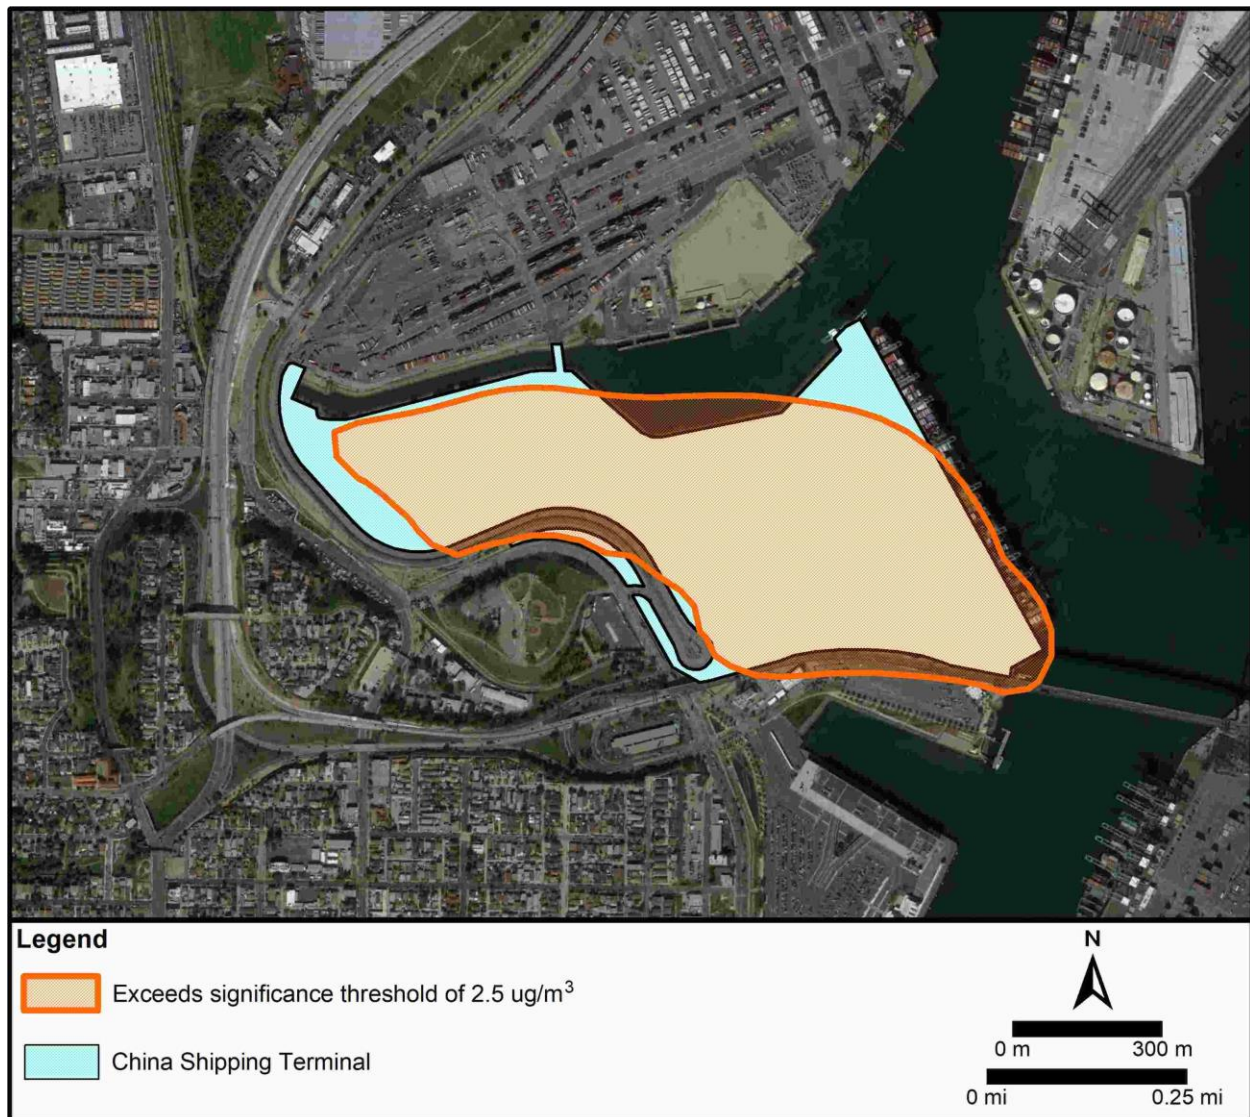 Legend
Exceeds significance threshold of 2.5 ug/m³
China Shipping Terminal
N
0 m 300 m
0 mi 0.25 mi